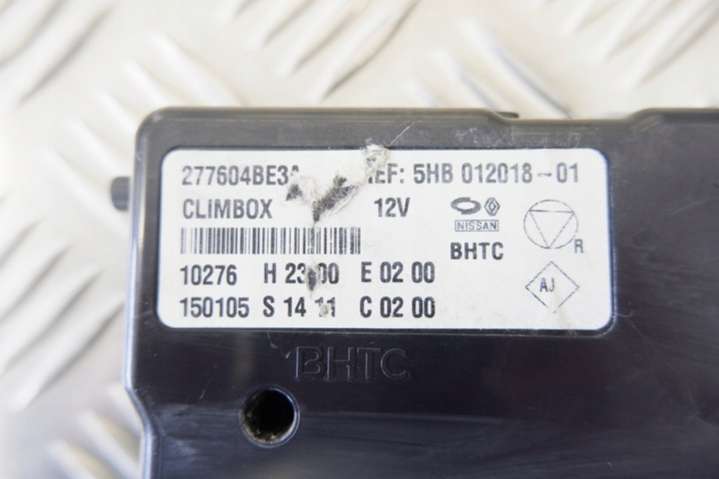 277604BE3A REF: 5HB 012018-01
CLIMBOX 12V
NISSAN
BHTC
R
10276 H 23 00 E 02 00
AJ
150105 S 14 11 C 02 00
BHTC